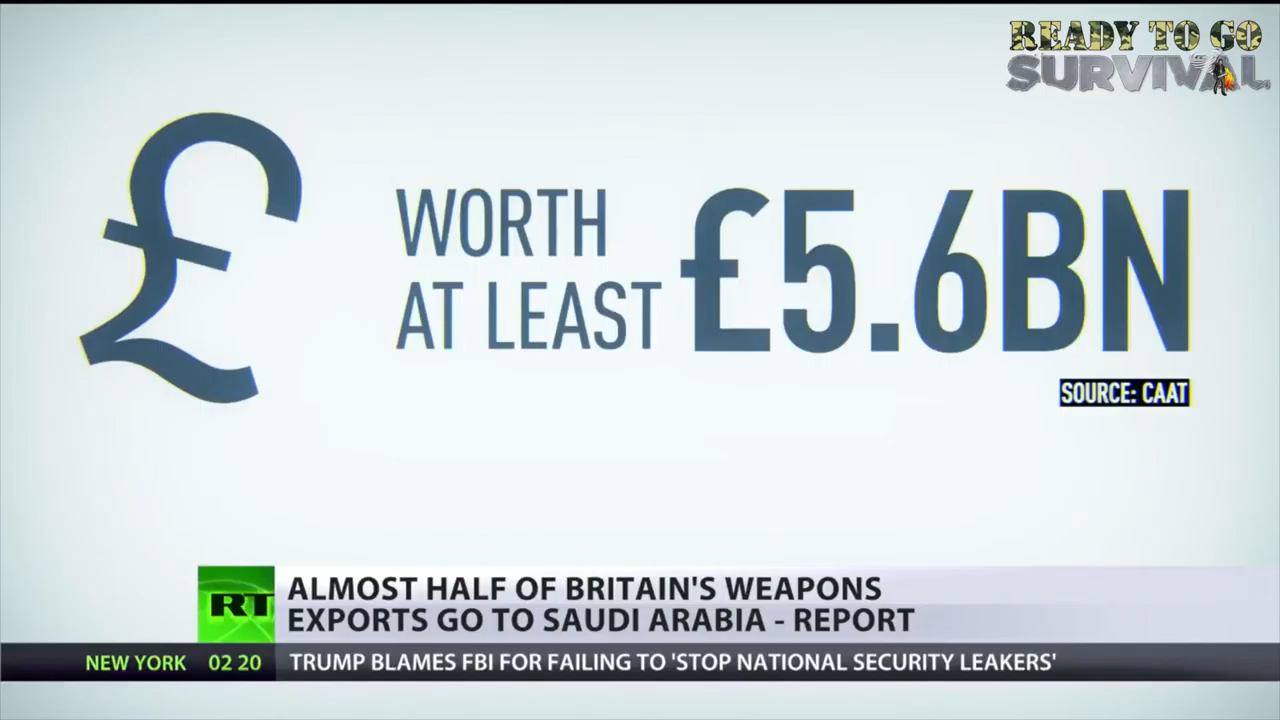 READY TO GO
SURVIVAL
£
WORTH
AT LEAST
£5.6BN
SOURCE: CAAT
RT
ALMOST HALF OF BRITAIN'S WEAPONS
EXPORTS GO TO SAUDI ARABIA - REPORT
NEW YORK 02 20 TRUMP BLAMES FBI FOR FAILING TO 'STOP NATIONAL SECURITY LEAKERS'